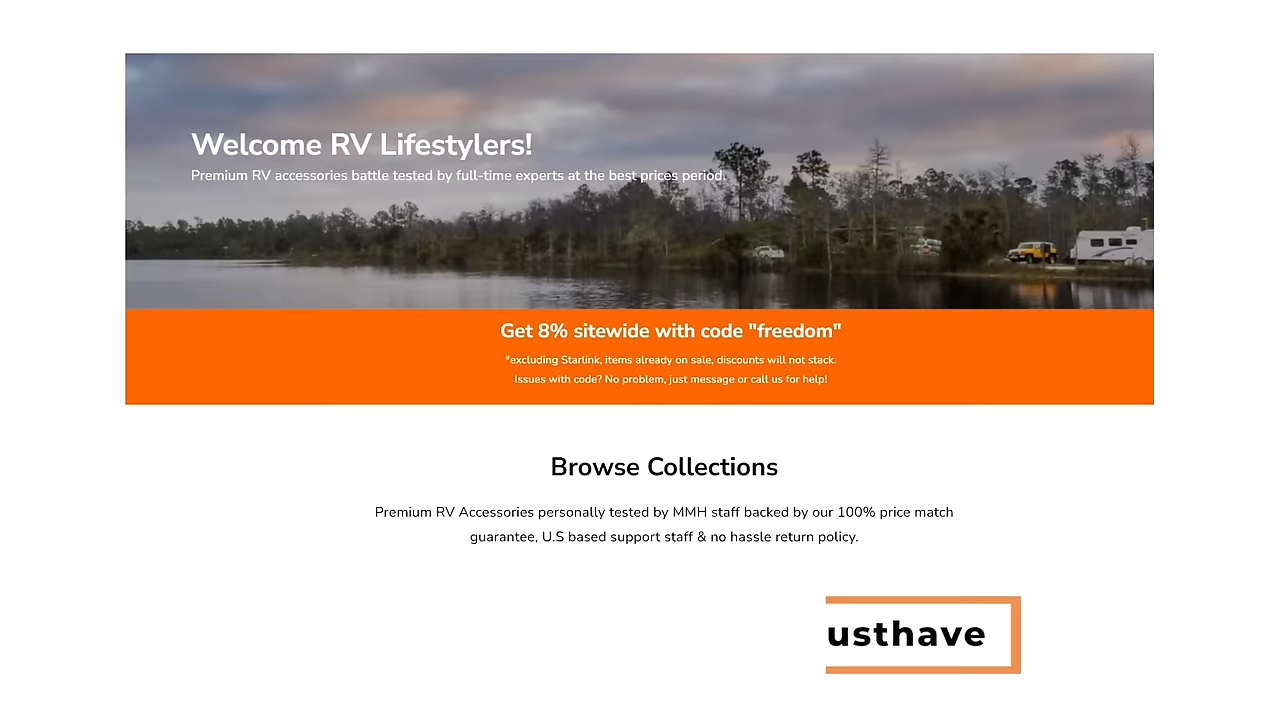 Welcome RV Lifestylers!
Premium RV accessories battle tested by full-time experts at the best prices period.
Get 8% sitewide with code "freedom"
*excluding Starlink, items already on sale, discounts will not stack.
Issues with code? No problem, just message or call us for help!
Browse Collections
Premium RV Accessories personally tested by MMH staff backed by our 100% price match
guarantee, U.S based support staff & no hassle return policy.
usthave